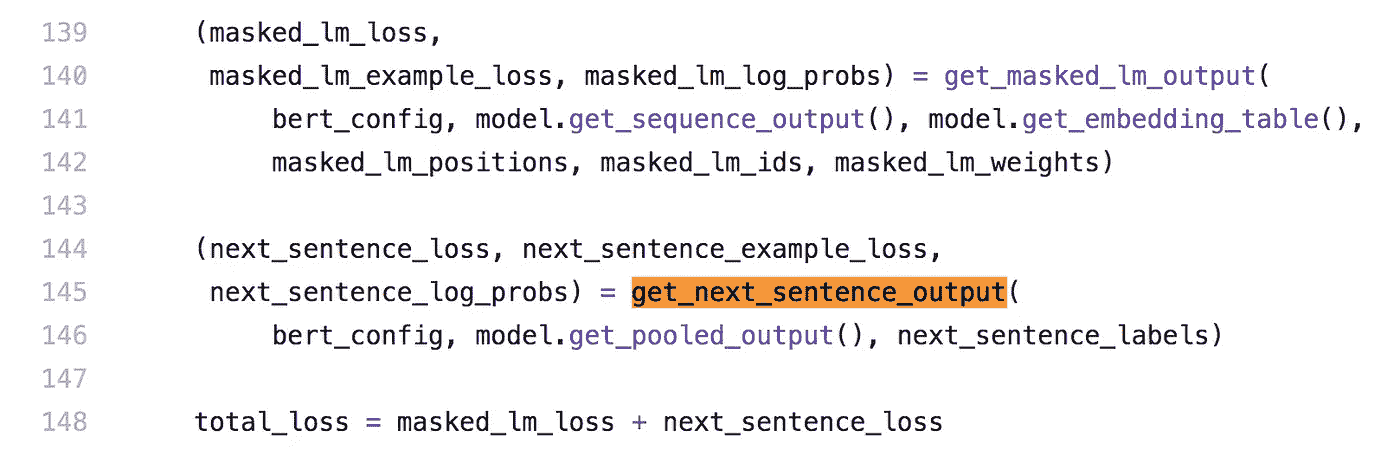 139 (masked_lm_loss,
140 masked_lm_example_loss, masked_lm_log_probs) = get_masked_lm_output(
141 bert_config, model.get_sequence_output(), model.get_embedding_table(),
142 masked_lm_positions, masked_lm_ids, masked_lm_weights)
143
144 (next_sentence_loss, next_sentence_example_loss,
145 next_sentence_log_probs) = get_next_sentence_output(
146 bert_config, model.get_pooled_output(), next_sentence_labels)
147
148 total_loss = masked_lm_loss + next_sentence_loss